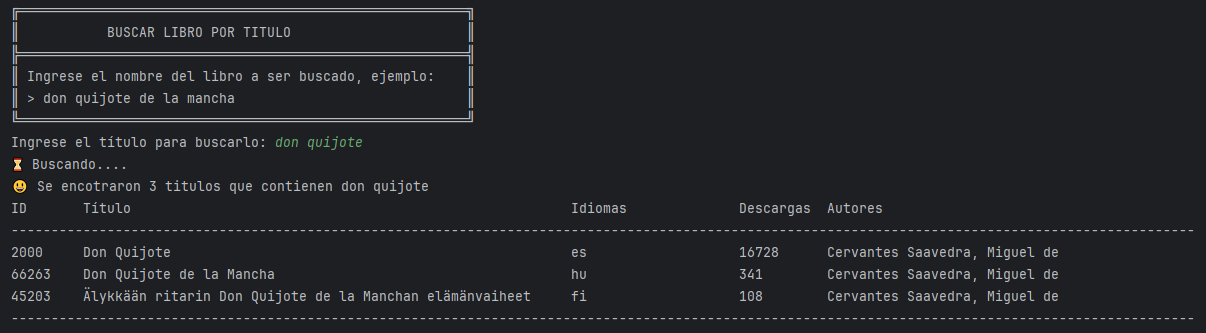 BUSCAR LIBRO POR TITULO
Ingrese el nombre del libro a ser buscado, ejemplo:
> don quijote de la mancha
Ingrese el título para buscarlo: don quijote
⏳ Buscando....
😃 Se encotraron 3 titulos que contienen don quijote
ID Título Idiomas Descargas Autores
2000 Don Quijote es 16728 Cervantes Saavedra, Miguel de
66263 Don Quijote de la Mancha hu 341 Cervantes Saavedra, Miguel de
45203 Älykkään ritarin Don Quijote de la Manchan elämänvaiheet fi 108 Cervantes Saavedra, Miguel de